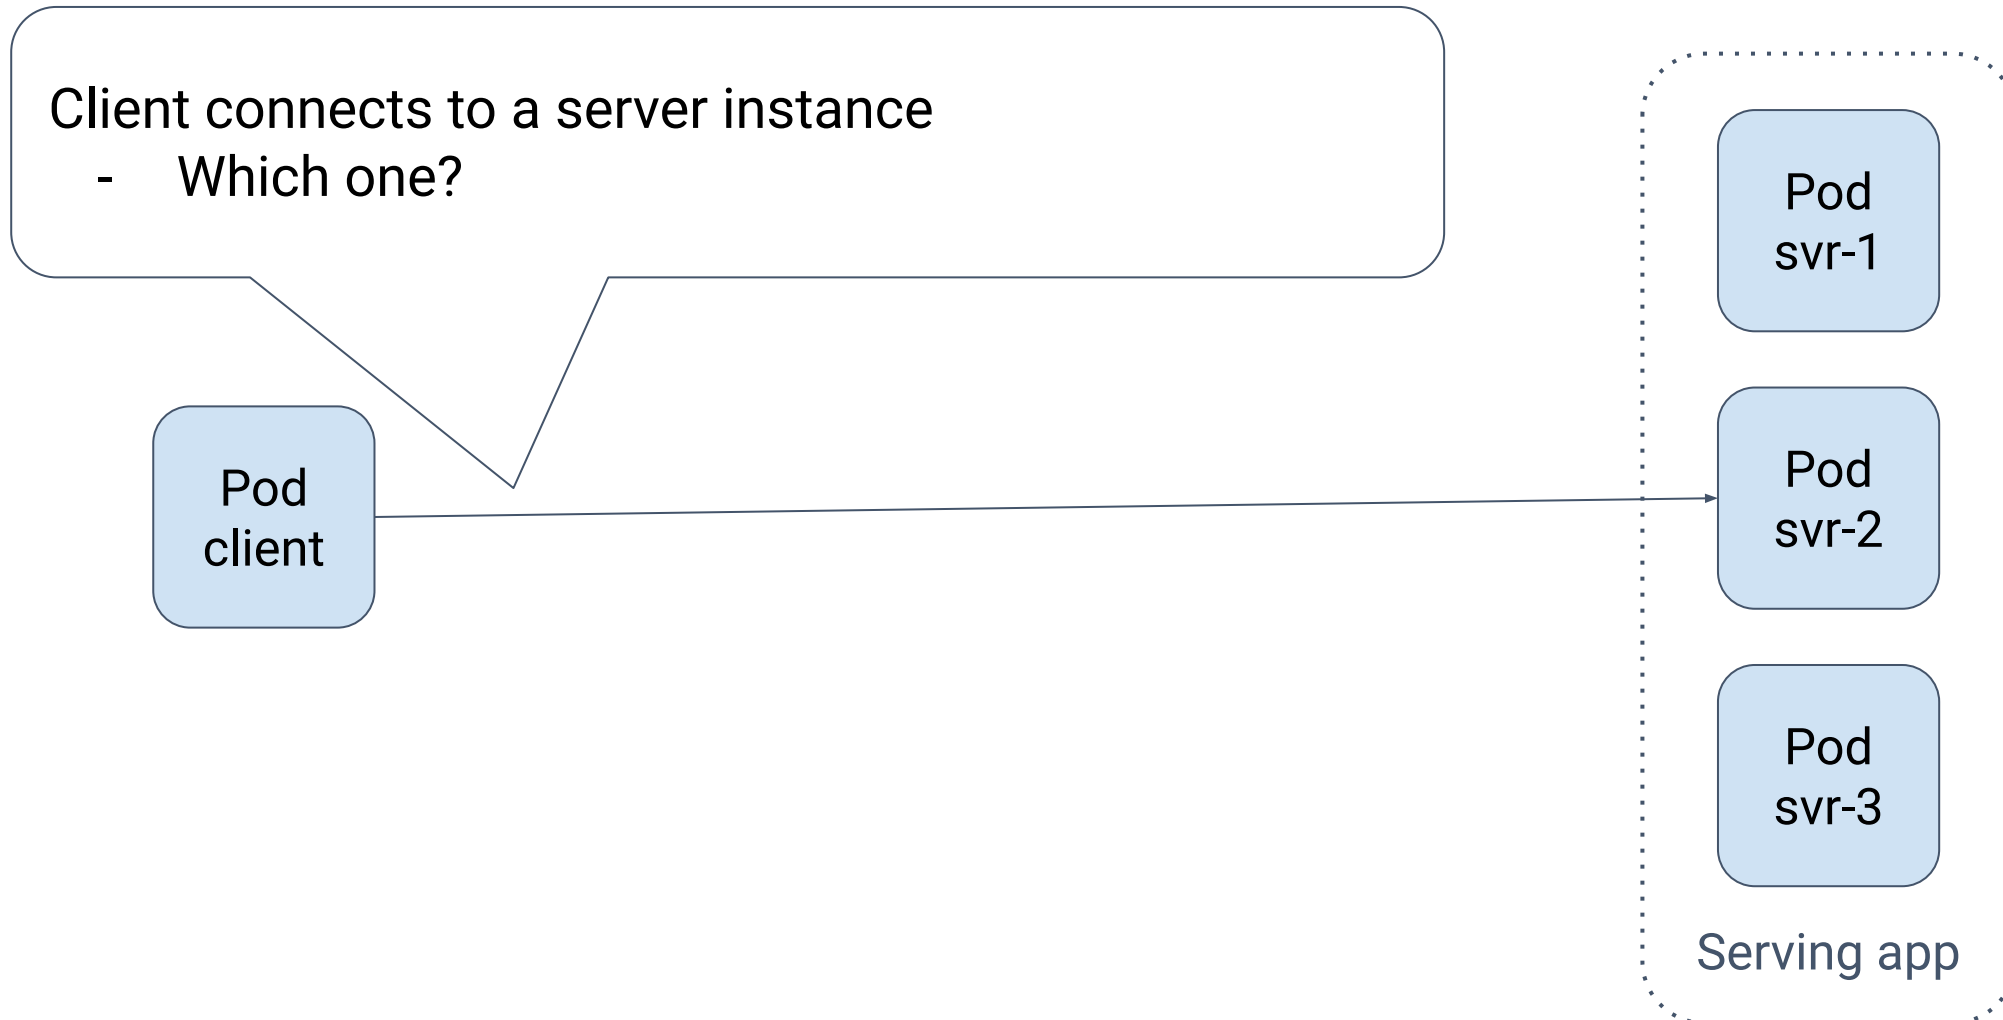 Client connects to a server instance
- Which one?
Pod
client
Pod
svr-1
Pod
svr-2
Pod
svr-3
Serving app